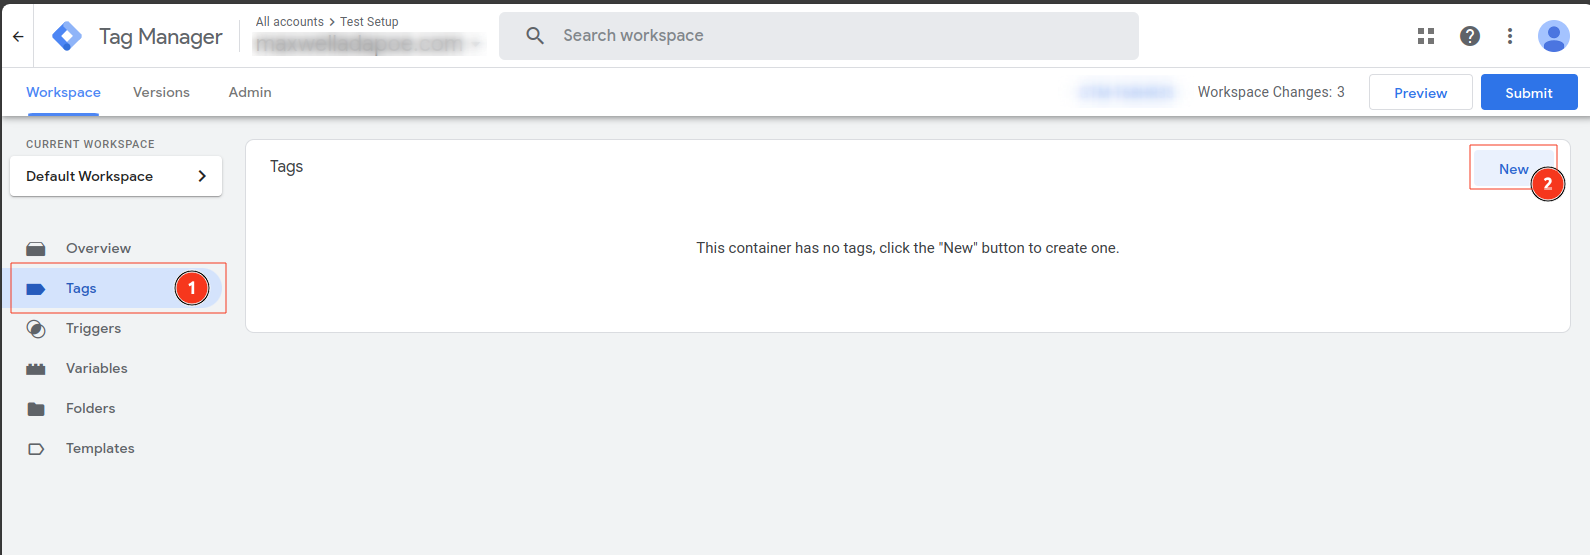 All accounts > Test Setup
Tag Manager
Search workspace
Workspace
Versions
Admin
Workspace Changes: 3
Preview
Submit
CURRENT WORKSPACE
Default Workspace
Tags
New
2
This container has no tags, click the "New" button to create one.
Overview
Tags
1
Triggers
Variables
Folders
Templates